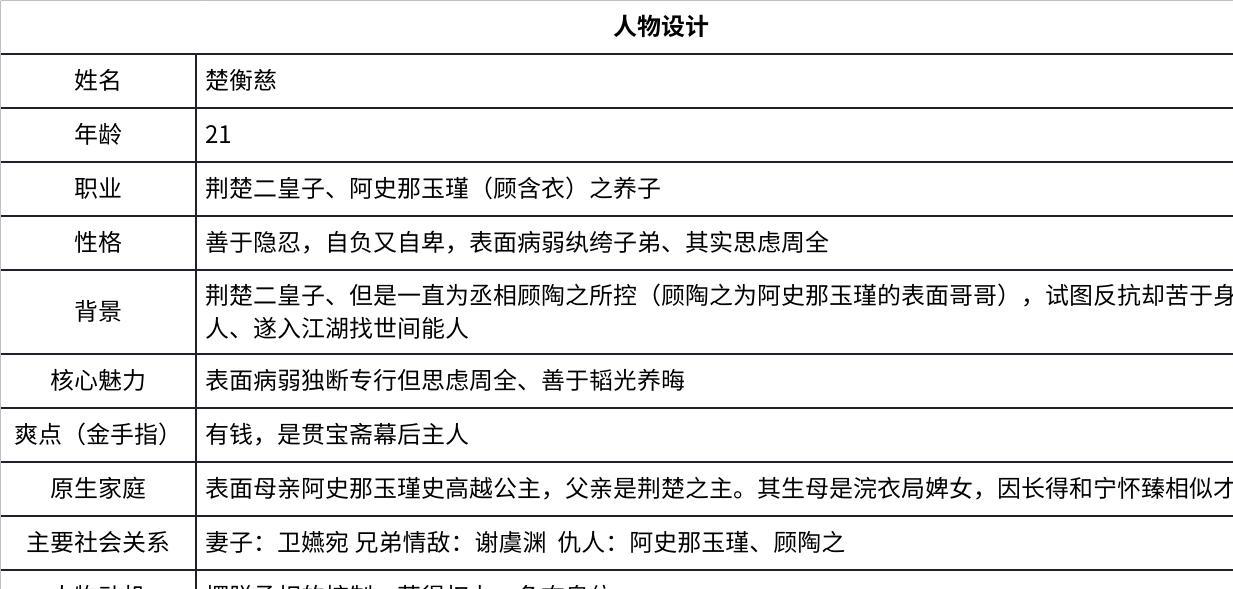 人物设计
姓名 楚衡慈
年龄 21
职业 荆楚二皇子、阿史那玉瑾（顾含衣）之养子
性格 善于隐忍，自负又自卑，表面病弱纨绔子弟、其实思虑周全
背景 荆楚二皇子、但是一直为丞相顾陶之所控（顾陶之为阿史那玉瑾的表面哥哥），试图反抗却苦于身
人、遂入江湖找世间能人
核心魅力 表面病弱独断专行但思虑周全、善于韬光养晦
爽点（金手指） 有钱，是贯宝斋幕后主人
原生家庭 表面母亲阿史那玉瑾史高越公主，父亲是荆楚之主。其生母是浣衣局婢女，因长得和宁怀臻相似才
主要社会关系 妻子：卫嬿宛 兄弟情敌：谢虞渊 仇人：阿史那玉瑾、顾陶之